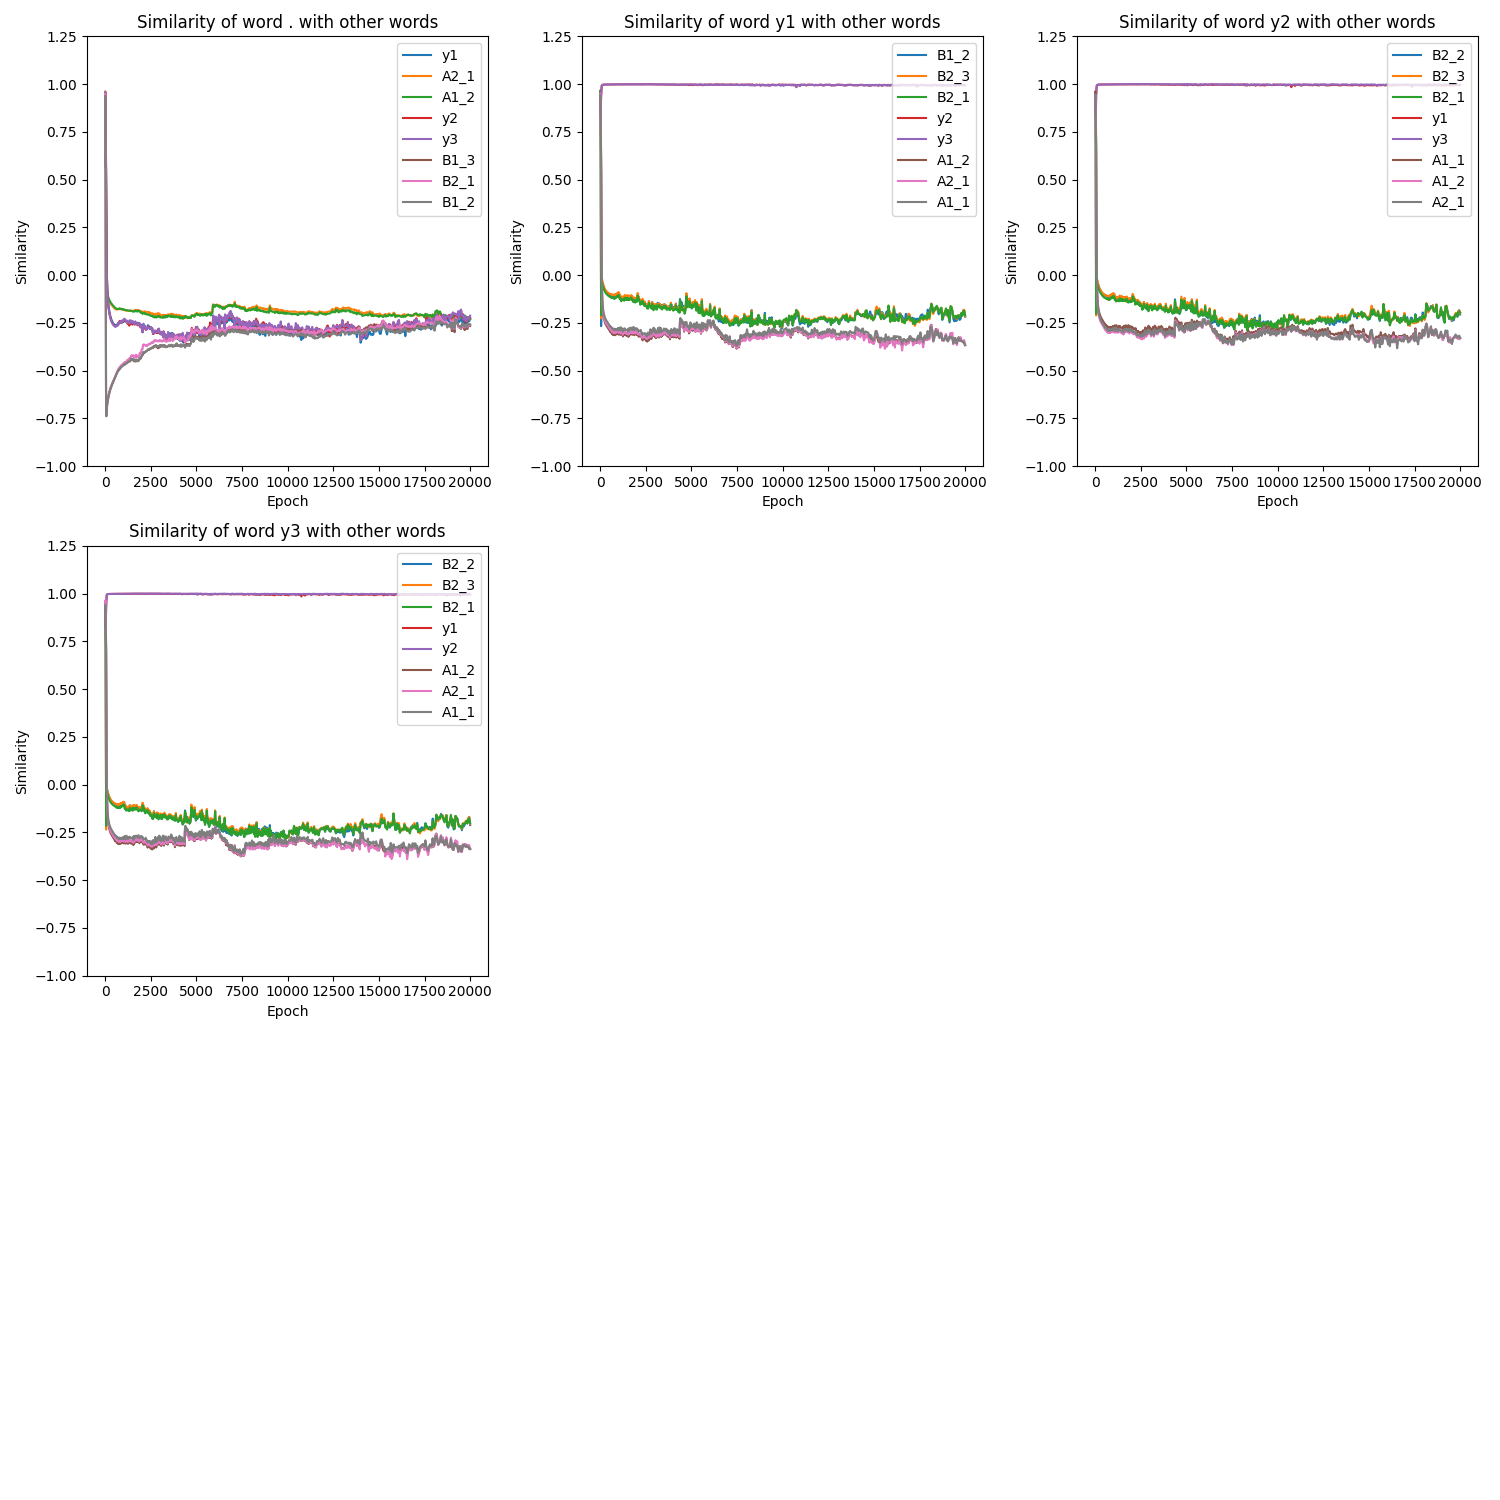 Similarity of word . with other words
1.25
1.00
0.75
0.50
0.25
0.00
−0.25
−0.50
−0.75
−1.00
Similarity
0 2500 5000 7500 10000 12500 15000 17500 20000
Epoch
y1
A2_1
A1_2
y2
y3
B1_3
B2_1
B1_2
Similarity of word y1 with other words
1.25
1.00
0.75
0.50
0.25
0.00
−0.25
−0.50
−0.75
−1.00
Similarity
0 2500 5000 7500 10000 12500 15000 17500 20000
Epoch
B1_2
B2_3
B2_1
y2
y3
A1_2
A2_1
A1_1
Similarity of word y2 with other words
1.25
1.00
0.75
0.50
0.25
0.00
−0.25
−0.50
−0.75
−1.00
Similarity
0 2500 5000 7500 10000 12500 15000 17500 20000
Epoch
B2_2
B2_3
B2_1
y1
y3
A1_1
A1_2
A2_1
Similarity of word y3 with other words
1.25
1.00
0.75
0.50
0.25
0.00
−0.25
−0.50
−0.75
−1.00
Similarity
0 2500 5000 7500 10000 12500 15000 17500 20000
Epoch
B2_2
B2_3
B2_1
y1
y2
A1_2
A2_1
A1_1